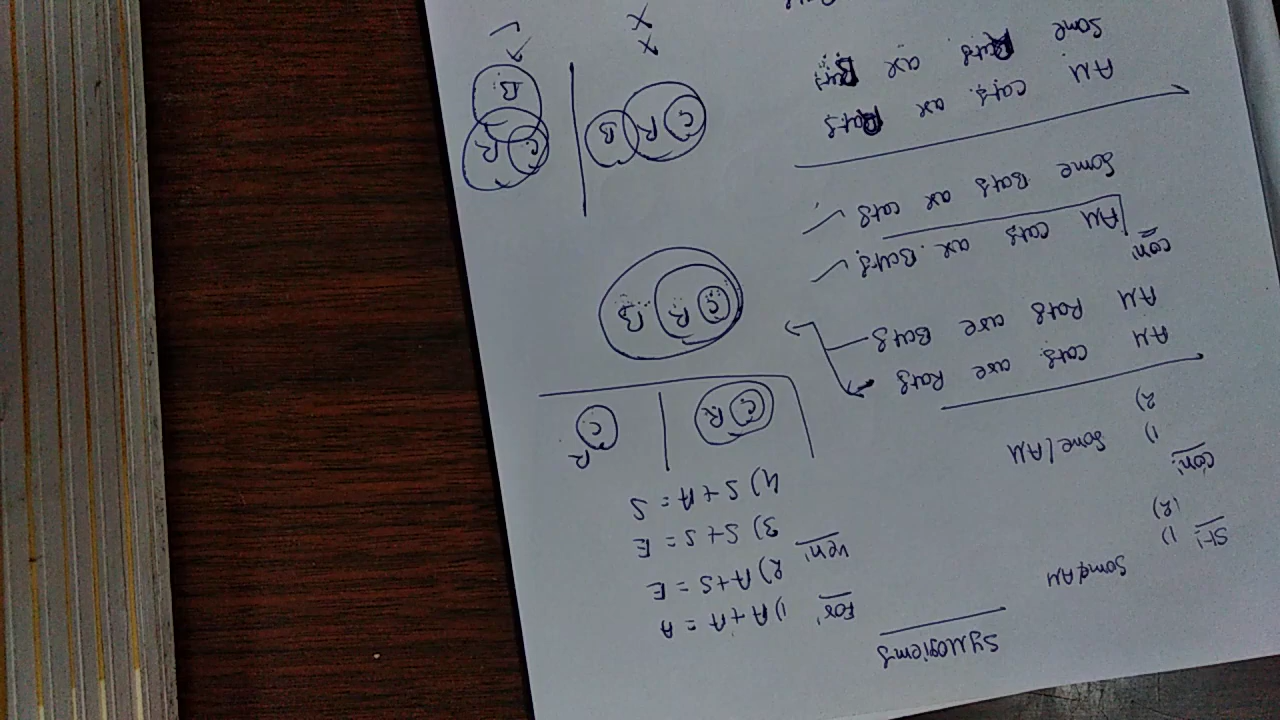 Syllogisms
Some/All
St:
1)
2)
Con:
1) Some/All
2)
For:
1) A + A = A
2) A + S = E
Ven:
3) S + S = E
4) S + A = S
C R
C
R
All cats are Rats
All Rats are Bats
Con:
All cats are Bats ✓
Some Bats are cats ✓
C R B
All cats are Rats
Some Rats are Bats
C R B
X
X
C R B